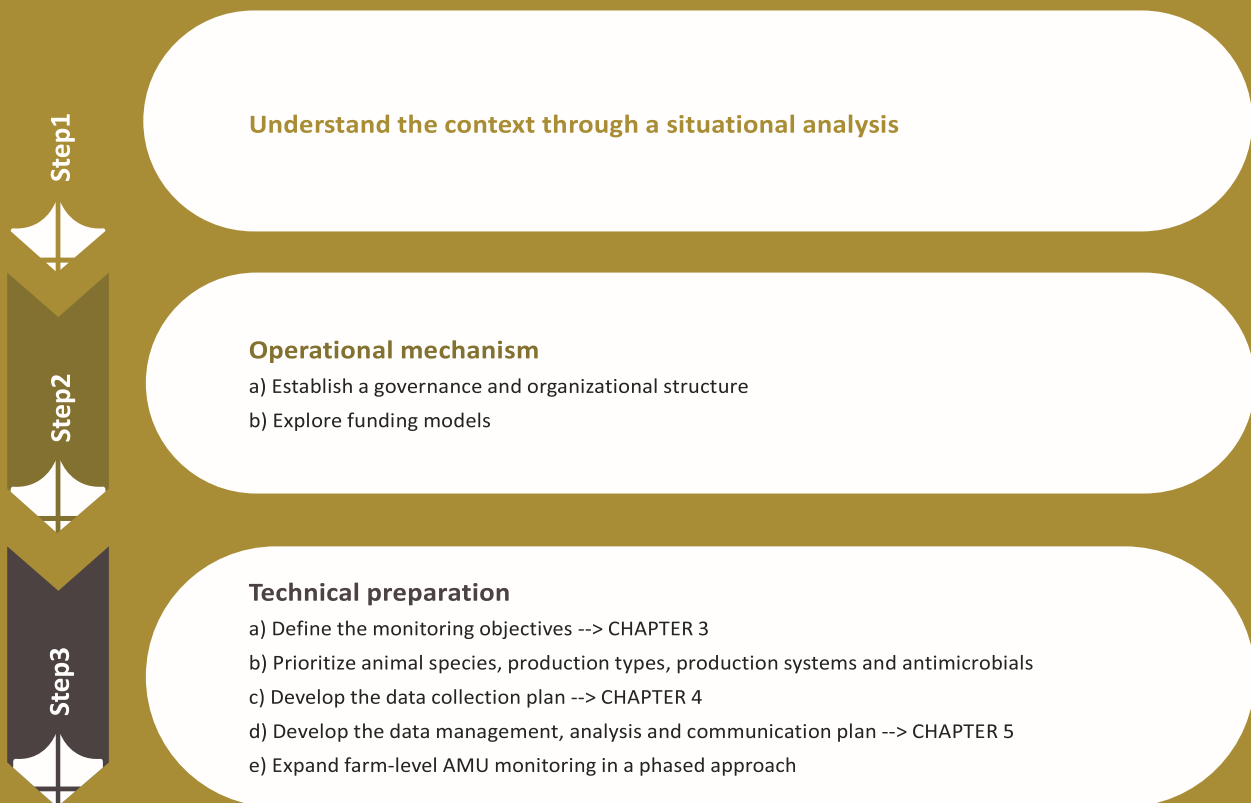 Step1
Understand the context through a situational analysis
Step2
Operational mechanism
a) Establish a governance and organizational structure
b) Explore funding models
Step3
Technical preparation
a) Define the monitoring objectives --> CHAPTER 3
b) Prioritize animal species, production types, production systems and antimicrobials
c) Develop the data collection plan --> CHAPTER 4
d) Develop the data management, analysis and communication plan --> CHAPTER 5
e) Expand farm-level AMU monitoring in a phased approach